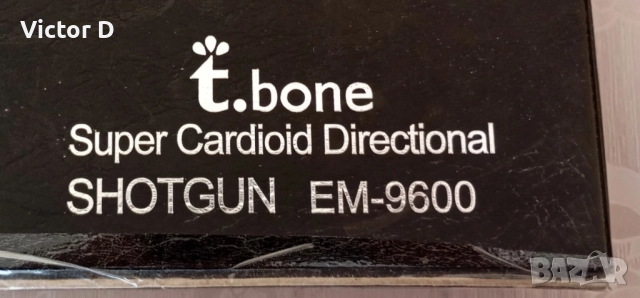 Victor D
t.bone
Super Cardioid Directional
SHOTGUN EM-9600
BAZAR